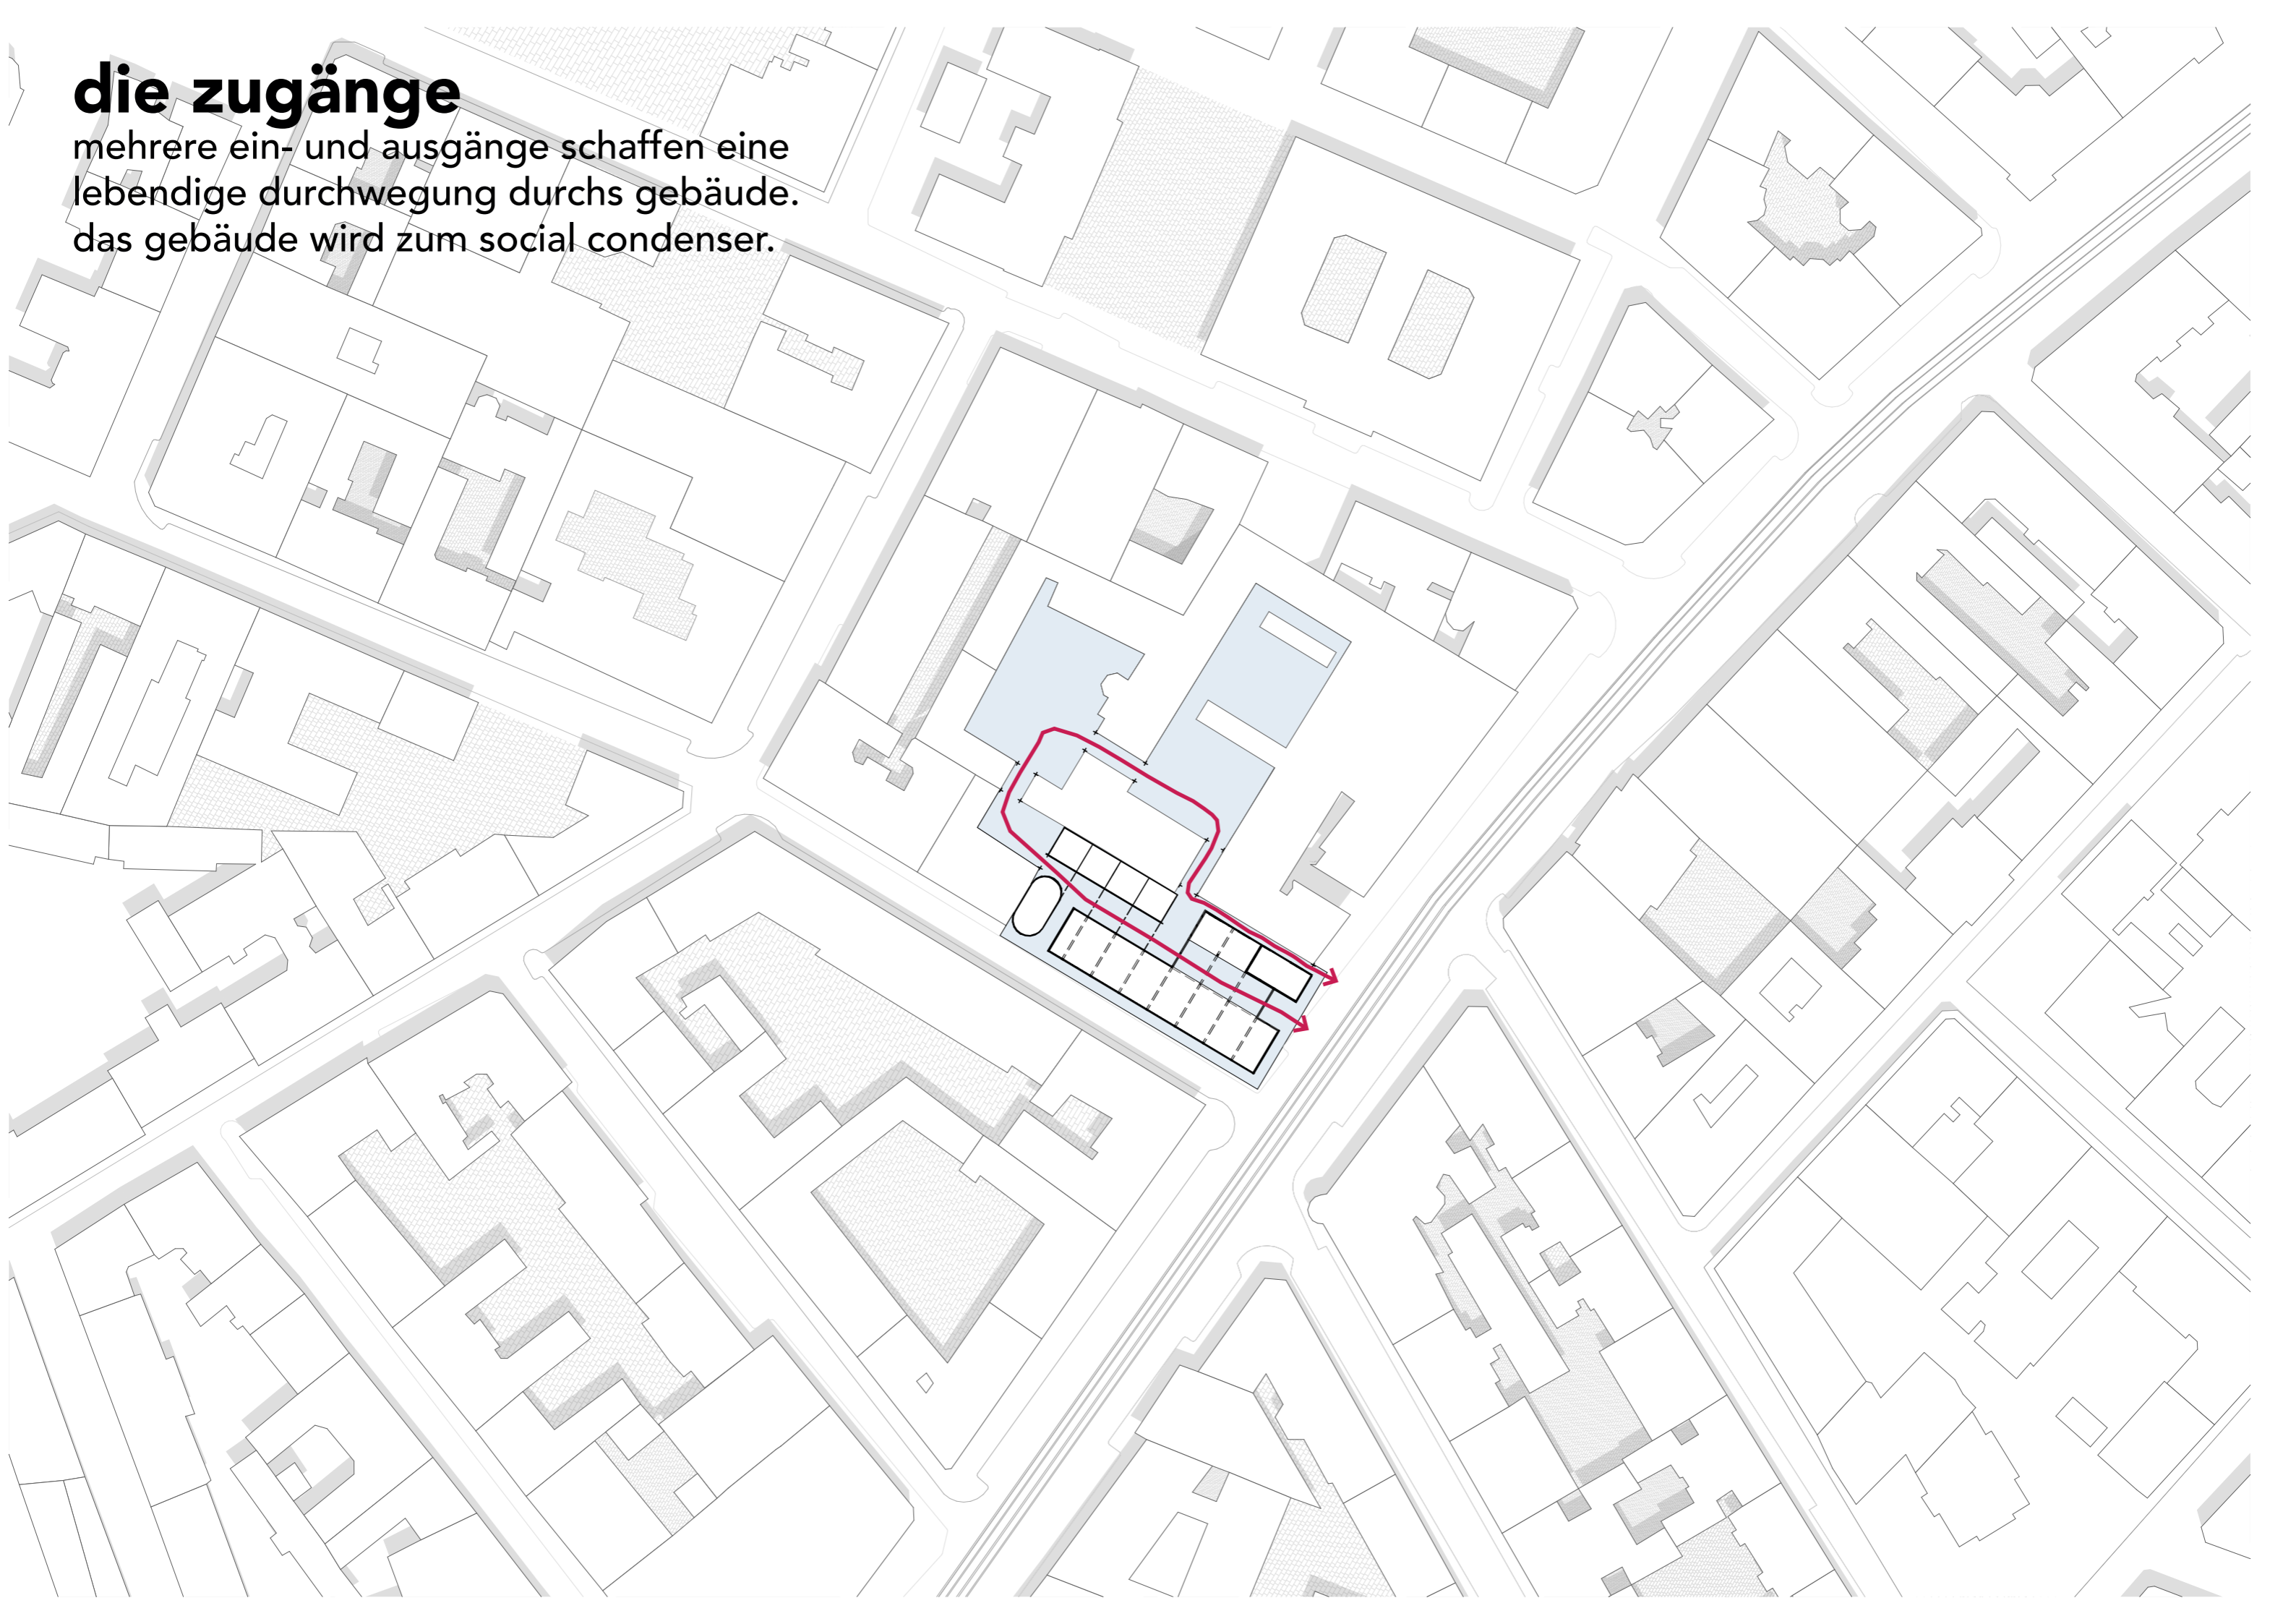 die zugänge
mehrere ein- und ausgänge schaffen eine
lebendige durchwegung durchs gebäude.
das gebäude wird zum social condenser.